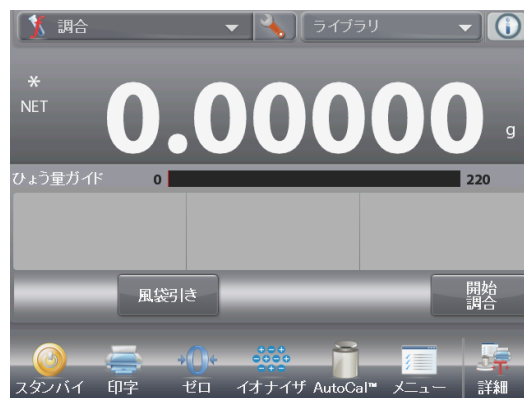 調合 ライブラリ
*
NET
0.00000 g
ひょう量ガイド 0 220
風袋引き
開始
調合
スタンバイ 印字 ゼロ イオナイザ AutoCal™ メニュー 詳細